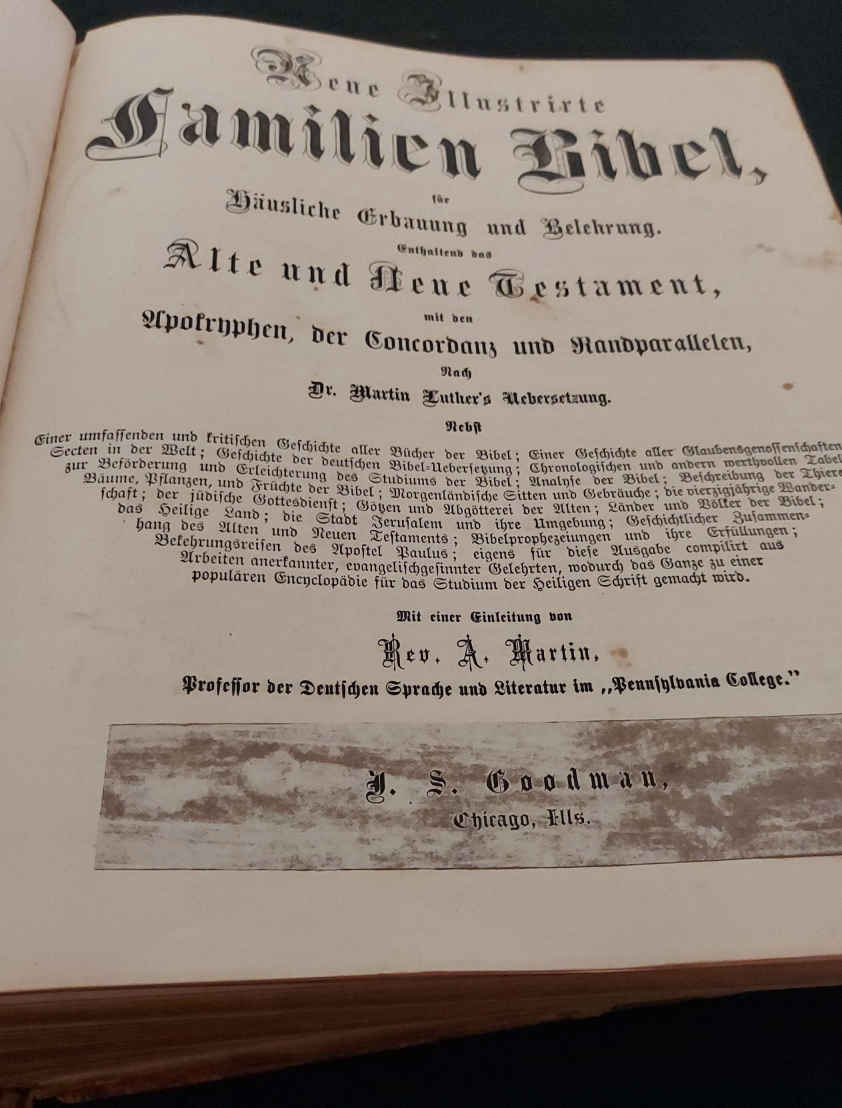 Neue Illustrirte
Familien Bibel,
für
Häusliche Erbauung und Belehrung.
Enthaltend das
Alte und Neue Testament,
mit den
Apokryphen, der Concordanz und Randparallelen,
Nach
Dr. Martin Luther's Uebersetzung.
Nebst
Einer umfassenden und kritischen Geschichte aller Bücher der Bibel; Einer Geschichte aller Glaubensgenossenschaften
Secten in der Welt; Geschichte der deutschen Bibel-Uebersetzung; Chronologischen und andern werthvollen Tabel
zur Beförderung und Erleichterung des Studiums der Bibel; Analyse der Bibel; Beschreibung der Thiere
Bäume, Pflanzen, und Früchte der Bibel; Morgenländische Sitten und Gebräuche; die vierzigjährige Wander-
schaft; der jüdische Gottesdienst; Götzen und Abgötterei der Alten; Länder und Völker der Bibel;
das Heilige Land; die Stadt Jerusalem und ihre Umgebung; Geschichtlicher Zusammen-
hang des Alten und Neuen Testaments; Bibelprophezeiungen und ihre Erfüllungen;
Bekehrungsreisen des Apostel Paulus; eigens für diese Ausgabe compilirt aus
Arbeiten anerkannter, evangelischgesinnter Gelehrten, wodurch das Ganze zu einer
populären Encyclopädie für das Studium der Heiligen Schrift gemacht wird.
Mit einer Einleitung von
Rev. A. Martin,
Professor der Deutschen Sprache und Literatur im „Pennsylvania College."
J. S. Goodman,
Chicago, Ills.